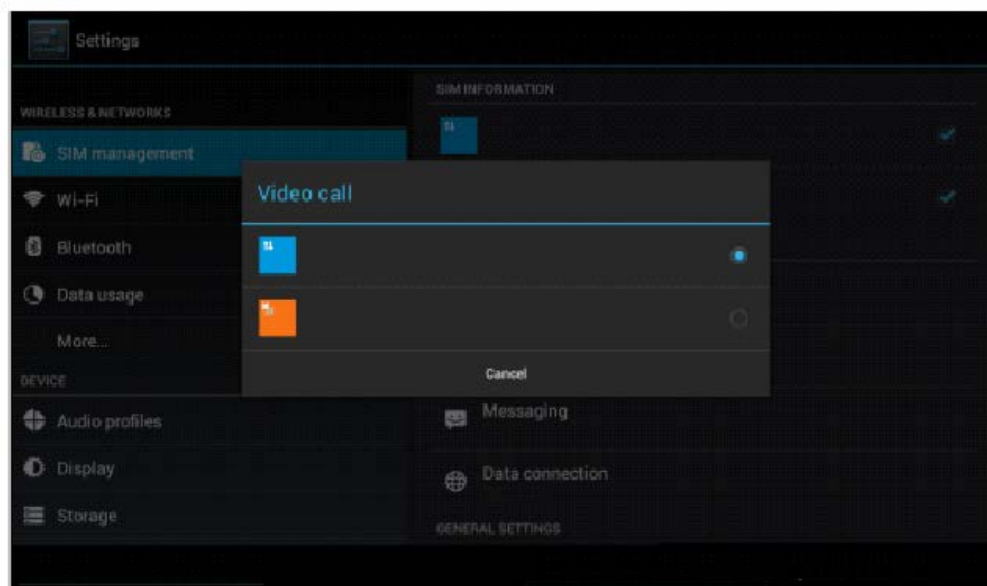 Settings
WIRELESS & NETWORKS
SIM management
Wi-Fi
Bluetooth
Data usage
More...
DEVICE
Audio profiles
Display
Storage
SIM INFORMATION
Video call
Cancel
Messaging
Data connection
GENERAL SETTINGS